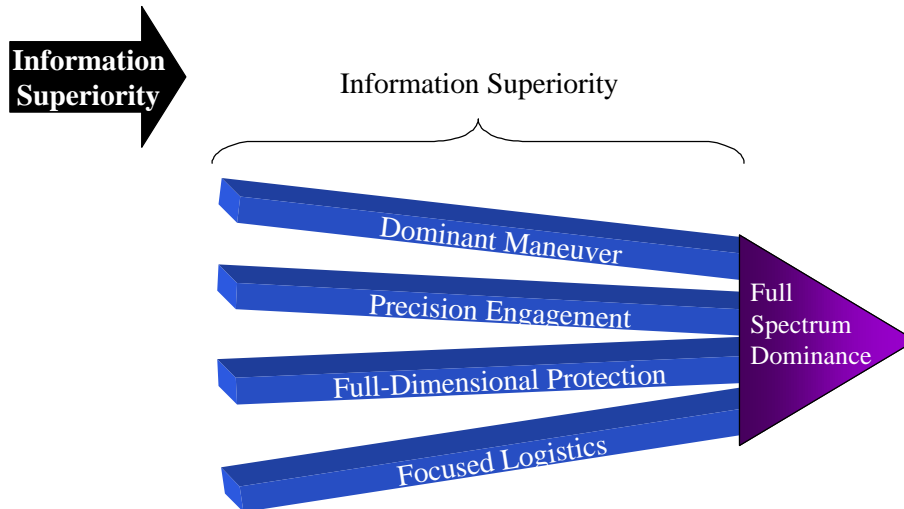 Information
Superiority
Information Superiority
Dominant Maneuver
Precision Engagement
Full-Dimensional Protection
Focused Logistics
Full
Spectrum
Dominance